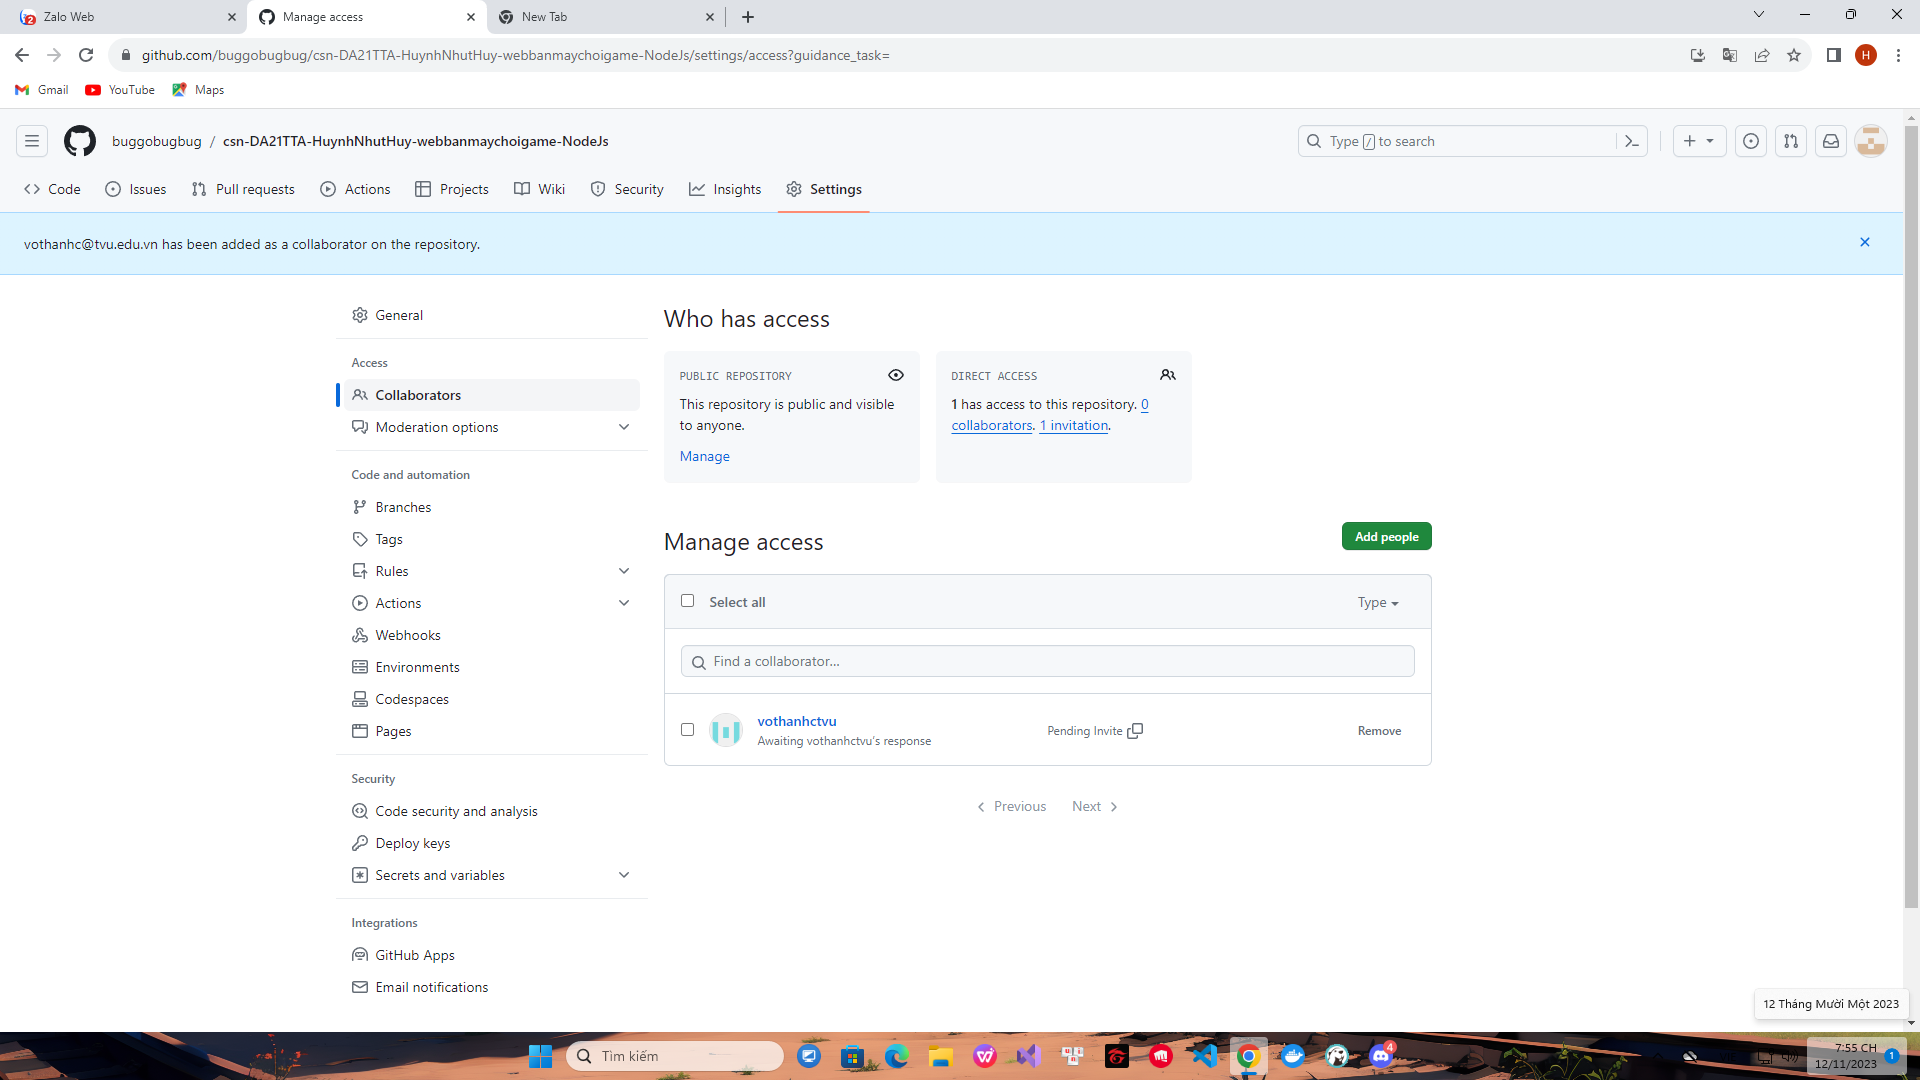 Zalo Web
Manage access
New Tab
github.com/buggobugbug/csn-DA21TTA-HuynhNhutHuy-webbanmaychoigame-NodeJs/settings/access?guidance_task=
H
Gmail
YouTube
Maps
buggobugbug / csn-DA21TTA-HuynhNhutHuy-webbanmaychoigame-NodeJs
Type / to search
Code
Issues
Pull requests
Actions
Projects
Wiki
Security
Insights
Settings
vothanhc@tvu.edu.vn has been added as a collaborator on the repository.
General
Access
Collaborators
Moderation options
Code and automation
Branches
Tags
Rules
Actions
Webhooks
Environments
Codespaces
Pages
Security
Code security and analysis
Deploy keys
Secrets and variables
Integrations
GitHub Apps
Email notifications
Who has access
PUBLIC REPOSITORY
This repository is public and visible
to anyone.
Manage
DIRECT ACCESS
1 has access to this repository. 0
collaborators. 1 invitation.
Manage access
Add people
Select all
Type
Find a collaborator...
vothanhctvu
Awaiting vothanhctvu's response
Pending Invite
Remove
Previous
Next
12 Tháng Mười Một 2023
Tìm kiếm
4
7:55 CH
12/11/2023
1